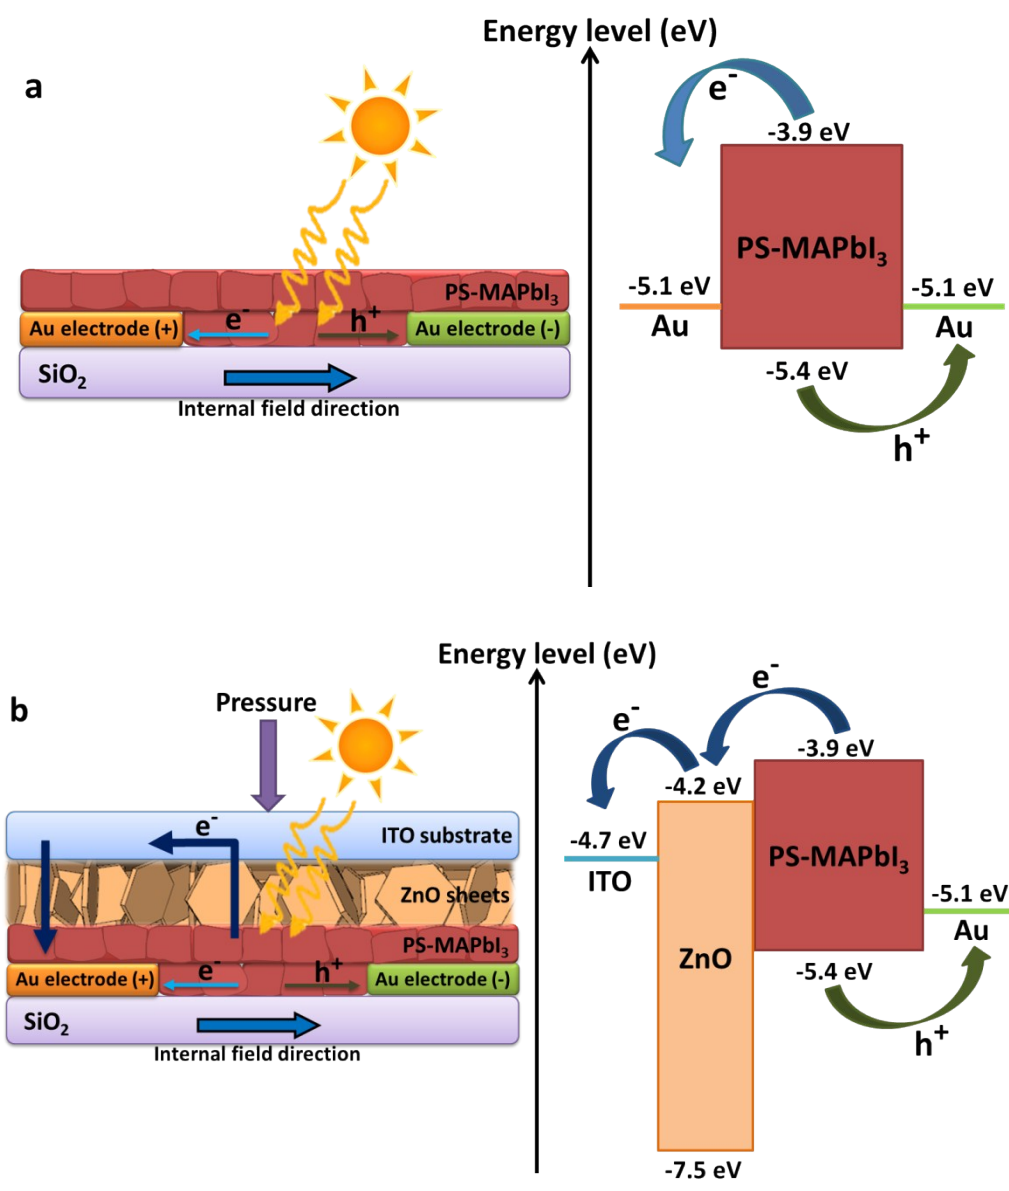 a
Energy level (eV)
e-
-3.9 eV
PS-MAPbI3
-5.1 eV
Au
-5.1 eV
Au
-5.4 eV
h+
PS-MAPbI3
Au electrode (+)
e-
h+
Au electrode (-)
SiO2
Internal field direction
b
Energy level (eV)
Pressure
e-
ITO substrate
ZnO sheets
PS-MAPbI3
Au electrode (+)
e-
h+
Au electrode (-)
SiO2
Internal field direction
e-
e-
-3.9 eV
-4.2 eV
-4.7 eV
ITO
PS-MAPbI3
-5.1 eV
Au
ZnO
-5.4 eV
h+
-7.5 eV